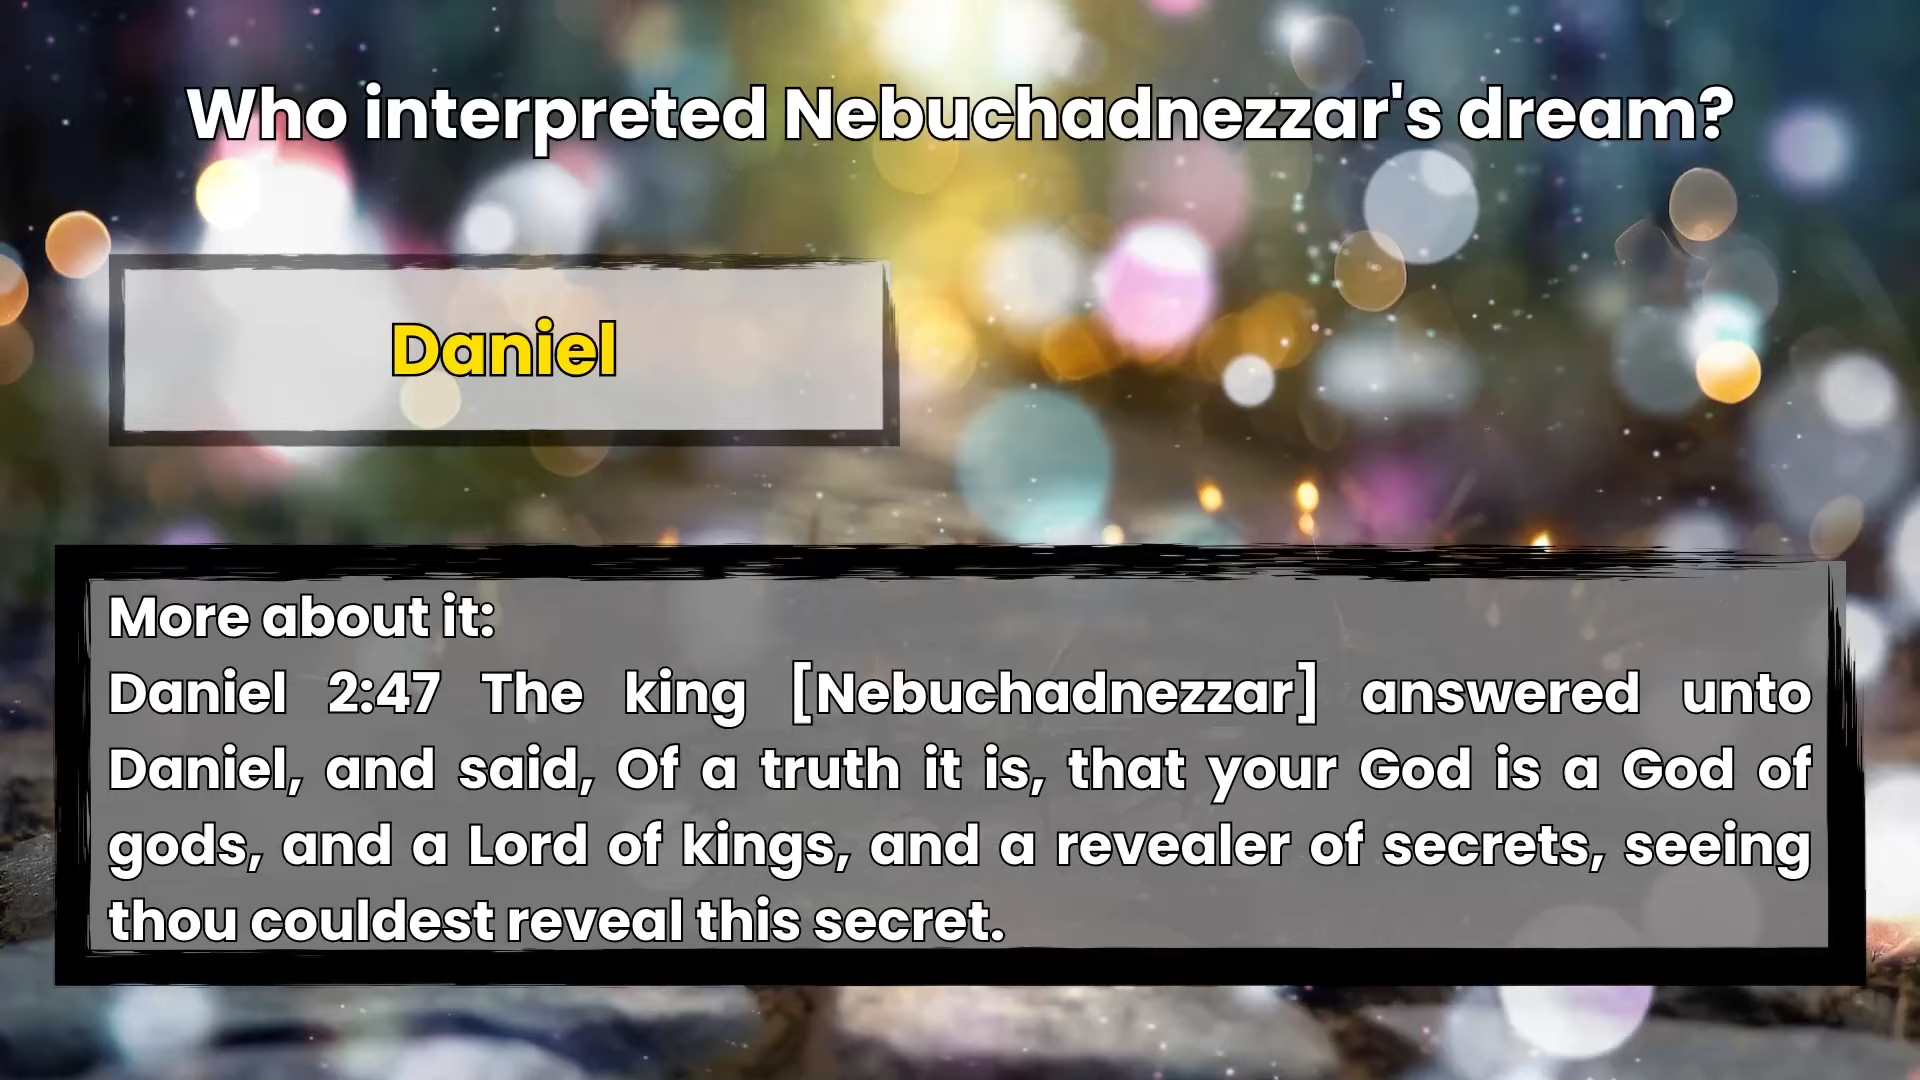 Who interpreted Nebuchadnezzar's dream?
Daniel
More about it:
Daniel 2:47 The king [Nebuchadnezzar] answered unto
Daniel, and said, Of a truth it is, that your God is a God of
gods, and a Lord of kings, and a revealer of secrets, seeing
thou couldest reveal this secret.